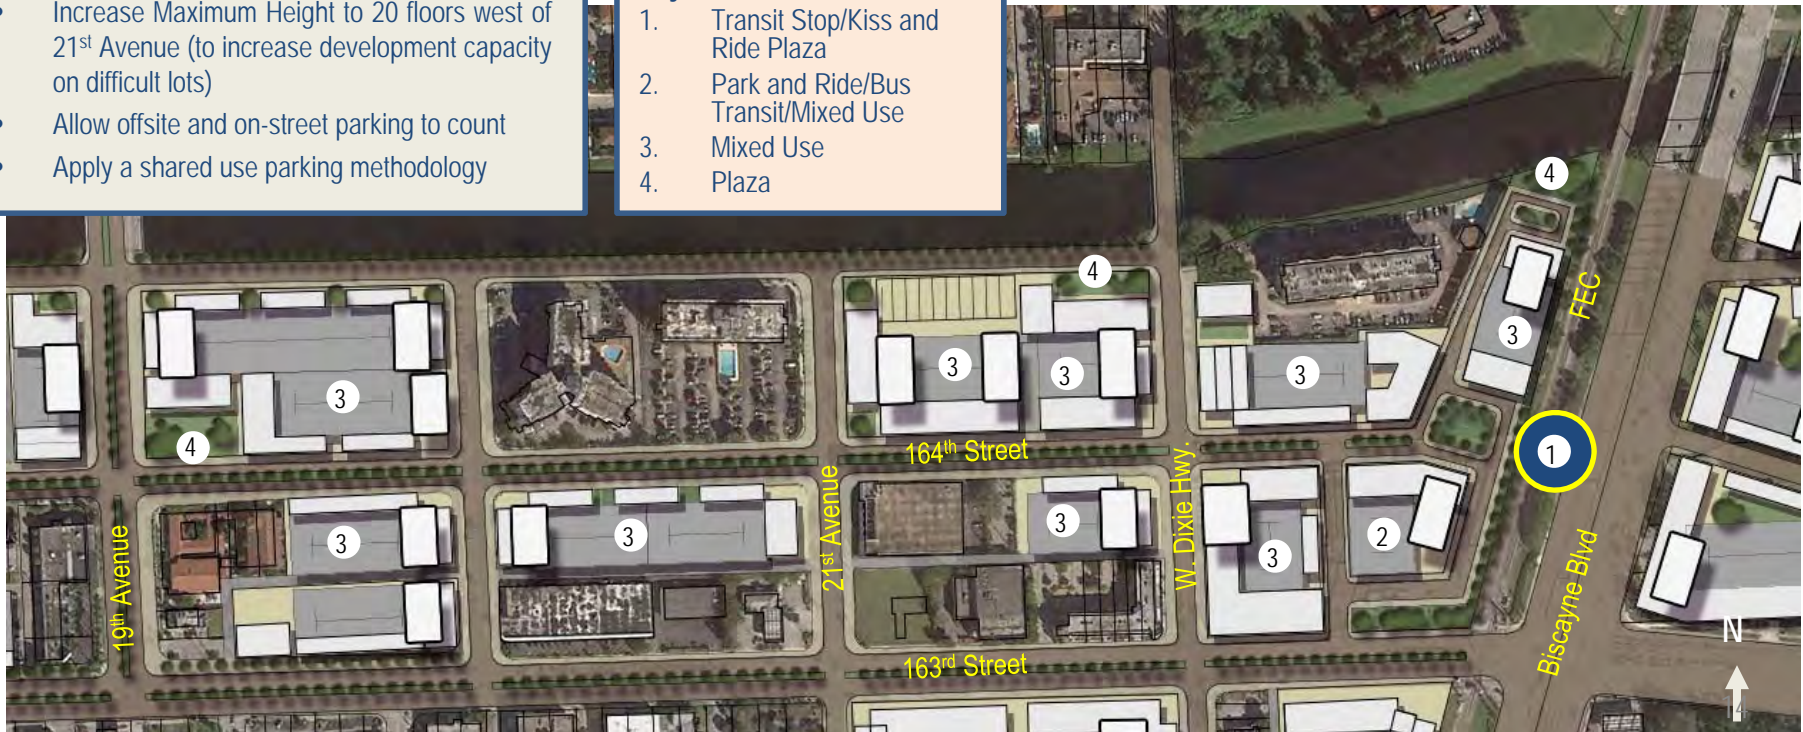 • Increase Maximum Height to 20 floors west of
21st Avenue (to increase development capacity
on difficult lots)
• Allow offsite and on-street parking to count
• Apply a shared use parking methodology
1. Transit Stop/Kiss and
Ride Plaza
2. Park and Ride/Bus
Transit/Mixed Use
3. Mixed Use
4. Plaza
4
4
FEC
3
3
3
3
3
4
164th Street
1
19th Avenue
3
3
21st Avenue
3
W. Dixie Hwy.
3
2
Biscayne Blvd
163rd Street
N